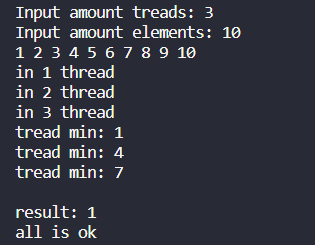 Input amount treads: 3
Input amount elements: 10
1 2 3 4 5 6 7 8 9 10
in 1 thread
in 2 thread
in 3 thread
tread min: 1
tread min: 4
tread min: 7
result: 1
all is ok